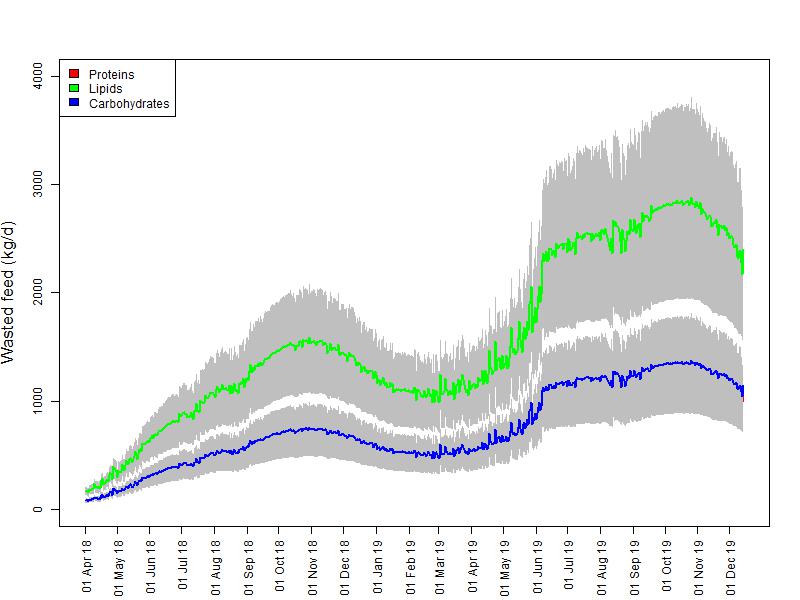 Proteins
Lipids
Carbohydrates
Wasted feed (kg/d)
4000
3000
2000
1000
0
01 Apr 18
01 May 18
01 Jun 18
01 Jul 18
01 Aug 18
01 Sep 18
01 Oct 18
01 Nov 18
01 Dec 18
01 Jan 19
01 Feb 19
01 Mar 19
01 Apr 19
01 May 19
01 Jun 19
01 Jul 19
01 Aug 19
01 Sep 19
01 Oct 19
01 Nov 19
01 Dec 19